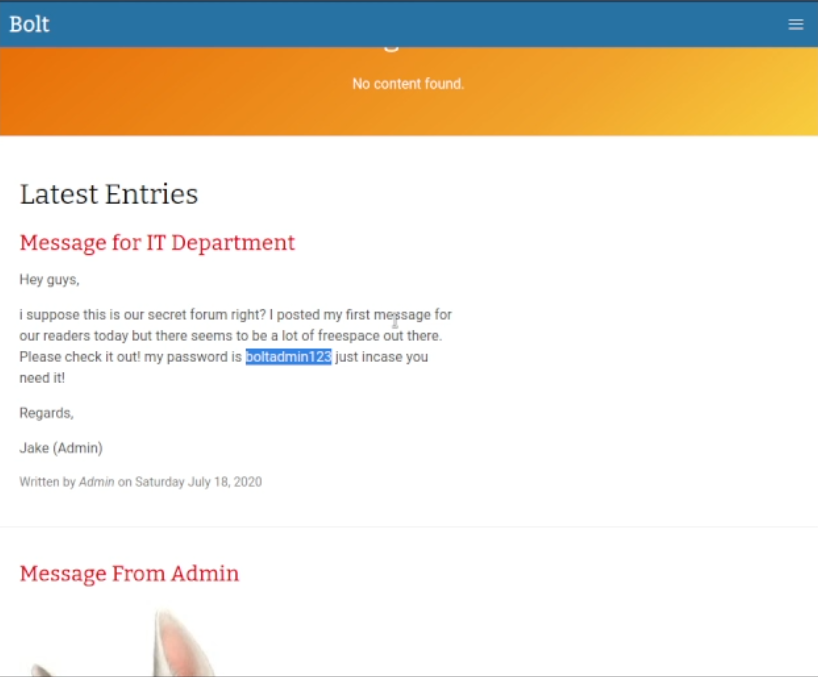 Bolt
No content found.
Latest Entries
Message for IT Department
Hey guys,
i suppose this is our secret forum right? I posted my first message for
our readers today but there seems to be a lot of freespace out there.
Please check it out! my password is boltadmin123 just incase you
need it!
Regards,
Jake (Admin)
Written by Admin on Saturday July 18, 2020
Message From Admin